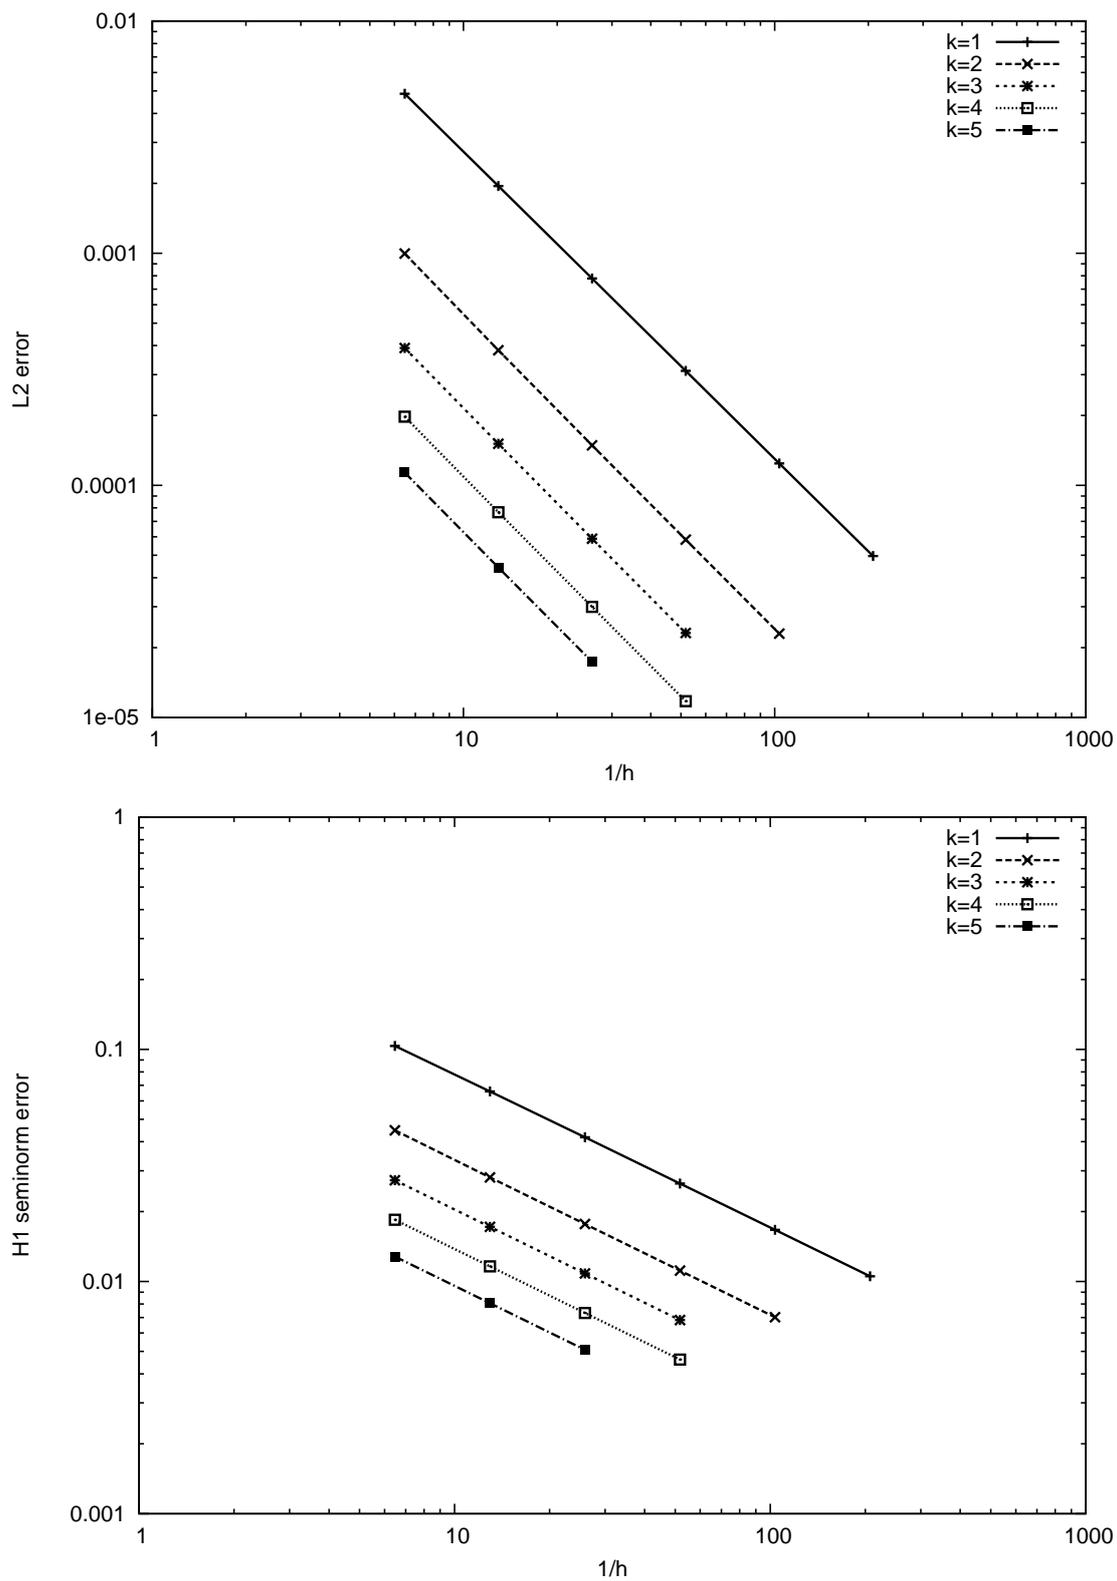 0.01
0.001
0.0001
1e-05
L2 error
k=1
k=2
k=3
k=4
k=5
1 10 100 1000
1/h
1
0.1
0.01
0.001
H1 seminorm error
k=1
k=2
k=3
k=4
k=5
1 10 100 1000
1/h